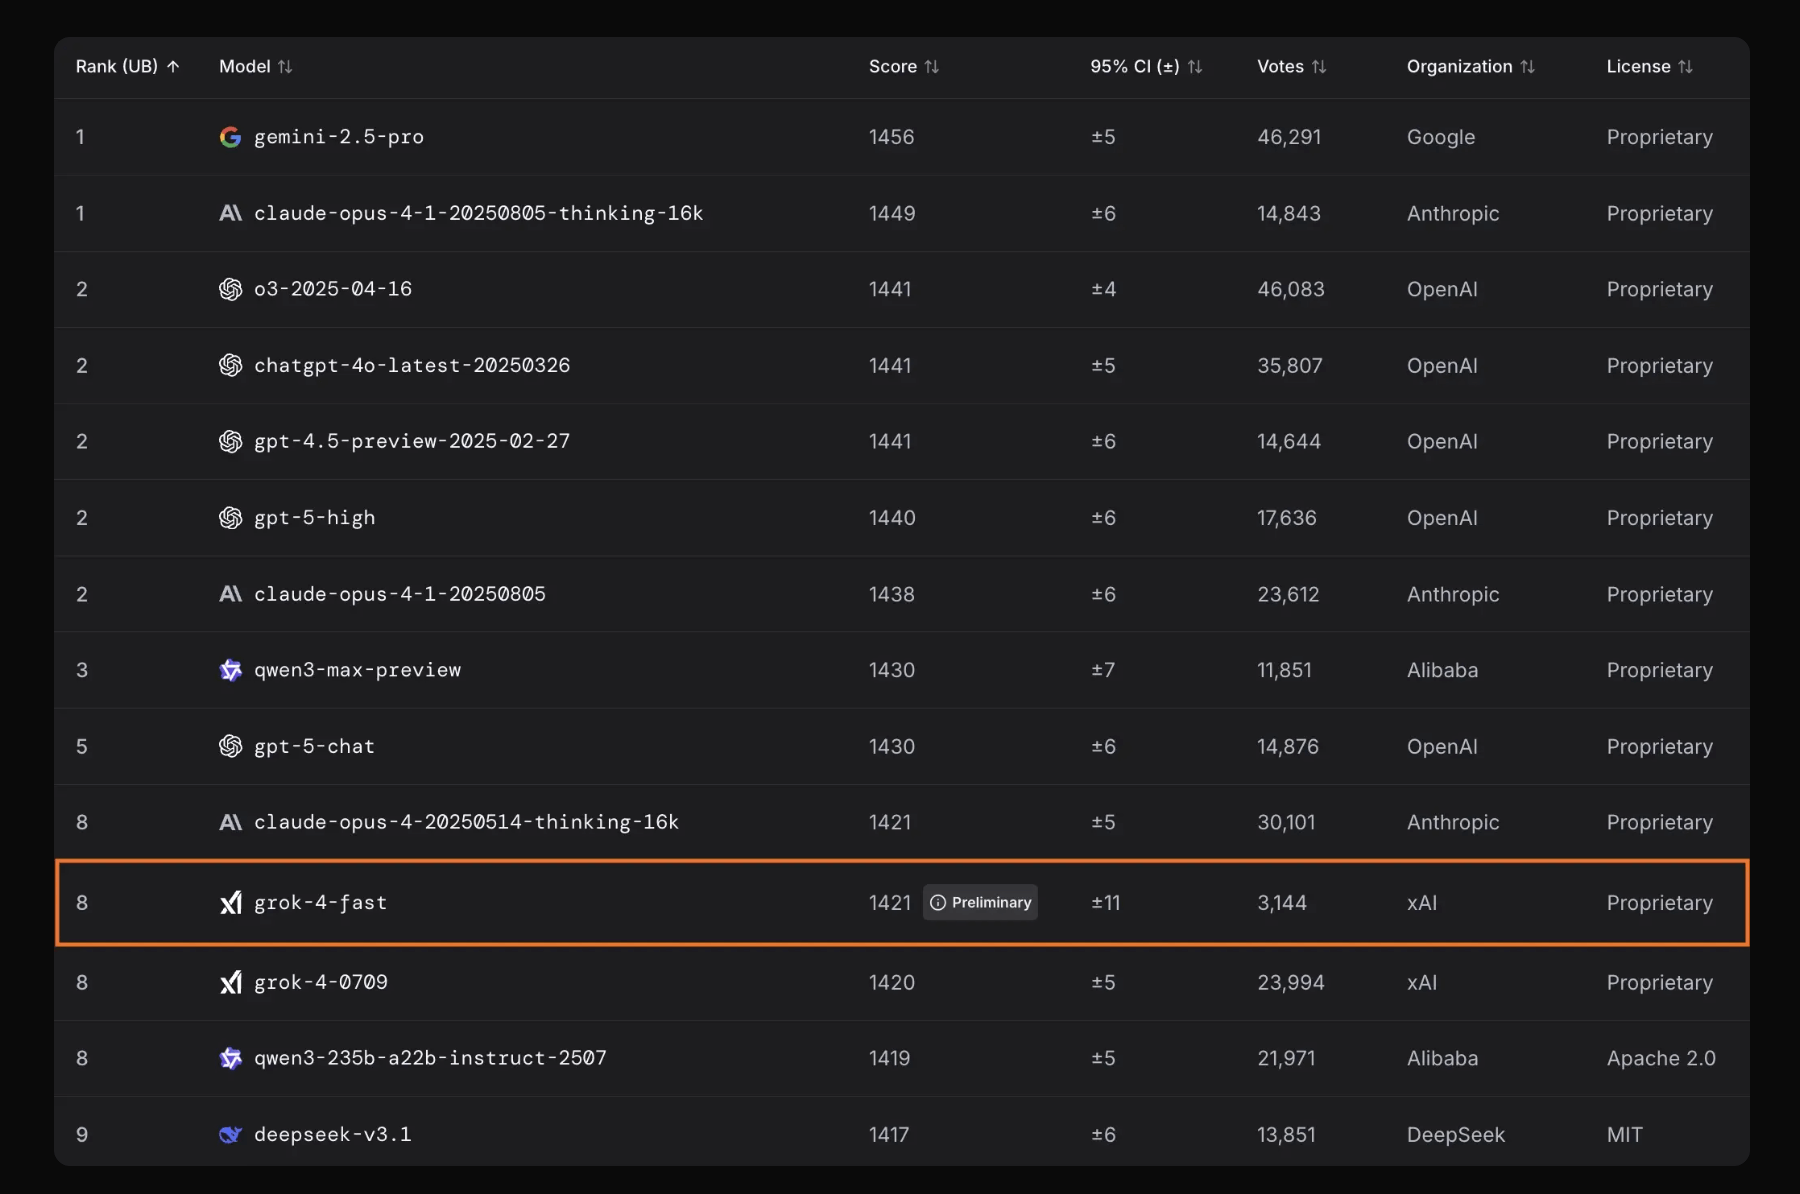 Rank (UB) ↑ Model ↑↓ Score ↑↓ 95% CI (±) ↑↓ Votes ↑↓ Organization ↑↓ License ↑↓
1 gemini-2.5-pro 1456 ±5 46,291 Google Proprietary
1 claude-opus-4-1-20250805-thinking-16k 1449 ±6 14,843 Anthropic Proprietary
2 o3-2025-04-16 1441 ±4 46,083 OpenAI Proprietary
2 chatgpt-4o-latest-20250326 1441 ±5 35,807 OpenAI Proprietary
2 gpt-4.5-preview-2025-02-27 1441 ±6 14,644 OpenAI Proprietary
2 gpt-5-high 1440 ±6 17,636 OpenAI Proprietary
2 claude-opus-4-1-20250805 1438 ±6 23,612 Anthropic Proprietary
3 qwen3-max-preview 1430 ±7 11,851 Alibaba Proprietary
5 gpt-5-chat 1430 ±6 14,876 OpenAI Proprietary
8 claude-opus-4-20250514-thinking-16k 1421 ±5 30,101 Anthropic Proprietary
8 grok-4-fast 1421 Preliminary ±11 3,144 xAI Proprietary
8 grok-4-0709 1420 ±5 23,994 xAI Proprietary
8 qwen3-235b-a22b-instruct-2507 1419 ±5 21,971 Alibaba Apache 2.0
9 deepseek-v3.1 1417 ±6 13,851 DeepSeek MIT